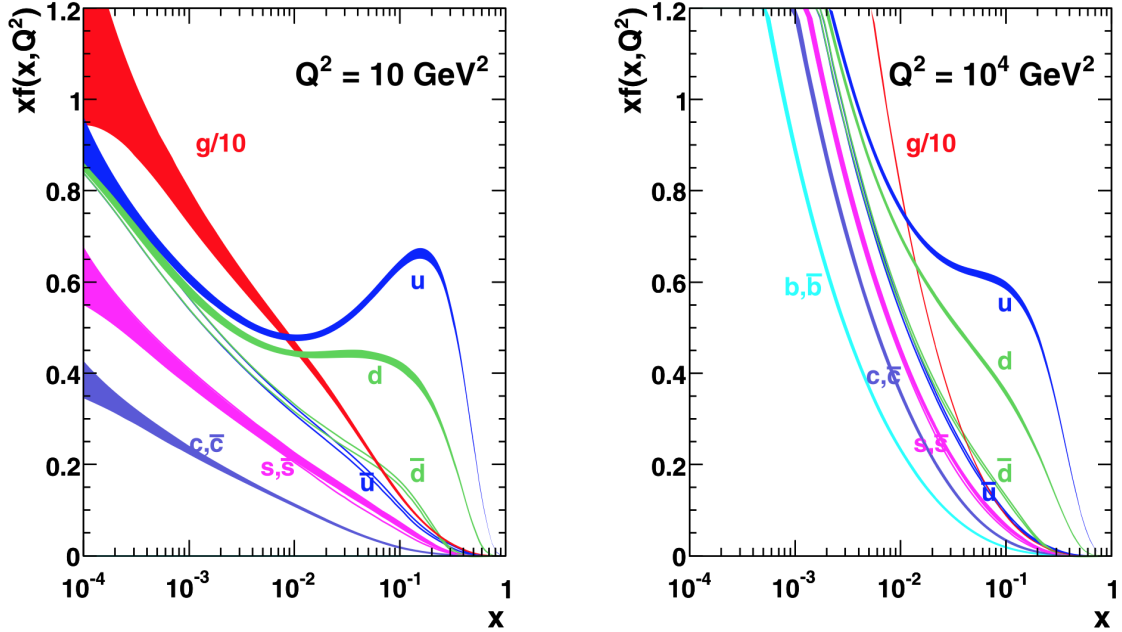 xf(x,Q²)
Q² = 10 GeV²
g/10
u
d
d̅
u̅
s,s̅
c,c̅
1.2
1
0.8
0.6
0.4
0.2
0
10⁻⁴
10⁻³
10⁻²
10⁻¹
1
x
xf(x,Q²)
Q² = 10⁴ GeV²
g/10
b,b̅
u
c,c̅
d
s,s̅
d̅
u̅
1.2
1
0.8
0.6
0.4
0.2
0
10⁻⁴
10⁻³
10⁻²
10⁻¹
1
x